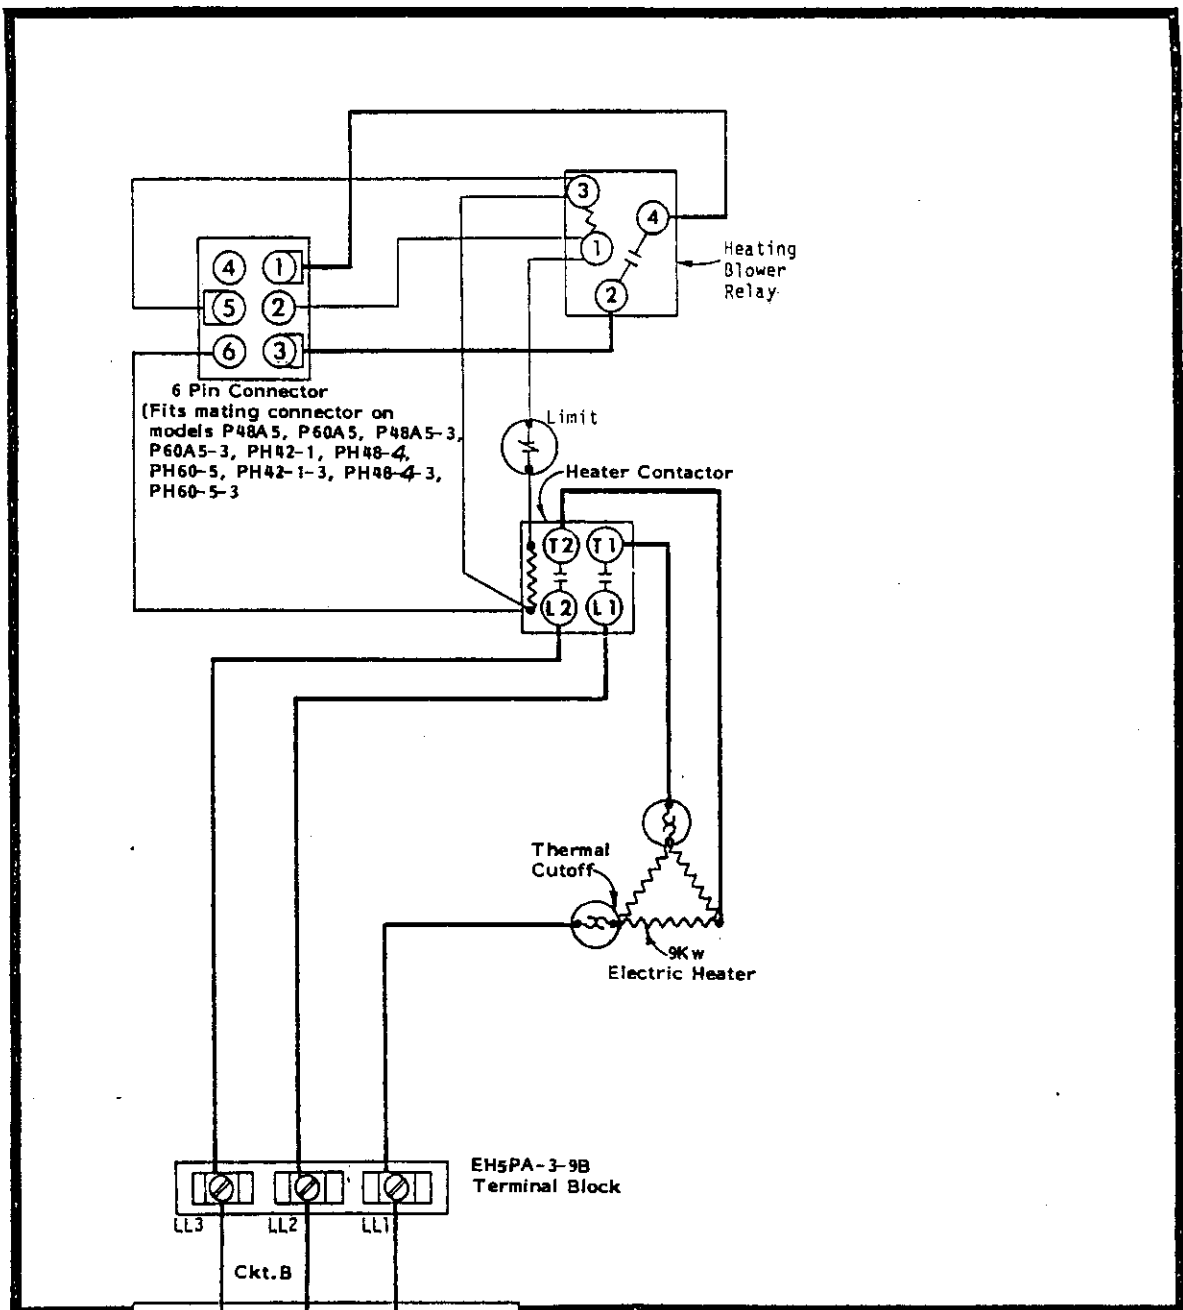 3
4
1
2
Heating
Blower
Relay
4 1
5 2
6 3
6 Pin Connector
(Fits mating connector on
models P48A5, P60A5, P48A5-3,
P60A5-3, PH42-1, PH48-4,
PH60-5, PH42-1-3, PH48-4-3,
PH60-5-3
Limit
Heater Contactor
T2 T1
L2 L1
Thermal
Cutoff
9Kw
Electric Heater
EH5PA-3-9B
Terminal Block
LL3 LL2 LL1
Ckt.B